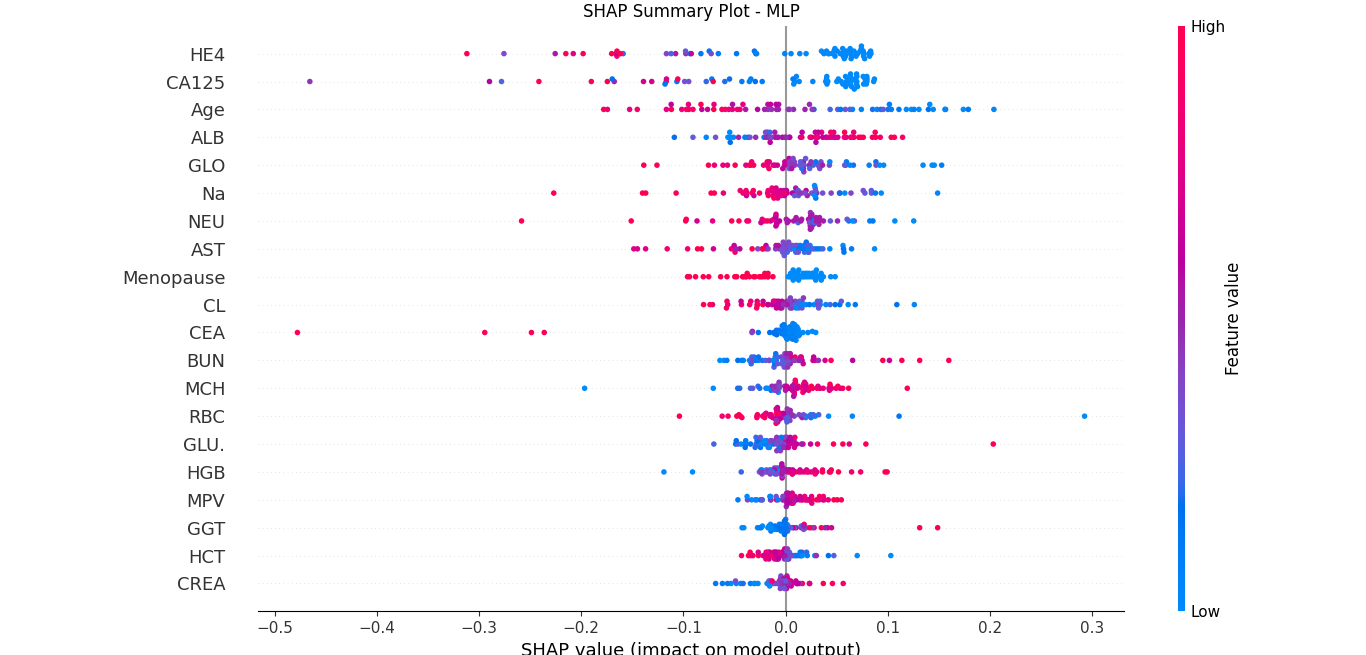 SHAP Summary Plot - MLP
High
HE4
CA125
Age
ALB
GLO
Na
NEU
AST
Menopause
CL
CEA
BUN
MCH
RBC
GLU.
HGB
MPV
GGT
HCT
CREA
Feature value
Low
−0.5 −0.4 −0.3 −0.2 −0.1 0.0 0.1 0.2 0.3
SHAP value (impact on model output)